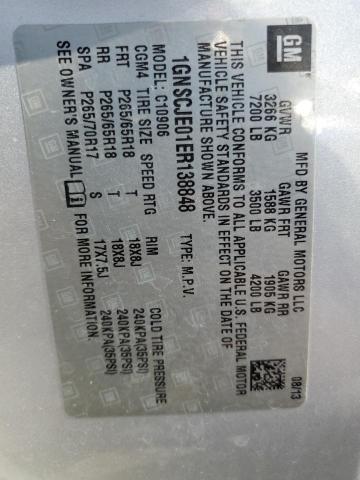 GM
MFD BY GENERAL MOTORS LLC
08/13
GVWR GAWR FRT GAWR RR
3266 KG 1588 KG 1905 KG
7200 LB 3500 LB 4200 LB
THIS VEHICLE CONFORMS TO ALL APPLICABLE U.S. FEDERAL MOTOR
VEHICLE SAFETY STANDARDS IN EFFECT ON THE DATE OF
MANUFACTURE SHOWN ABOVE.
1GNSCJE01ER138848 TYPE: M.P.V.
MODEL: C10906
CGM4 TIRE SIZE SPEED RTG RIM COLD TIRE PRESSURE
FRT P265/65R18 T 18X8J 240KPA(35PSI)
RR P265/65R18 T 18X8J 240KPA(35PSI)
SPA P265/70R17 S 17X7.5J 240KPA(35PSI)
SEE OWNER'S MANUAL FOR MORE INFORMATION.